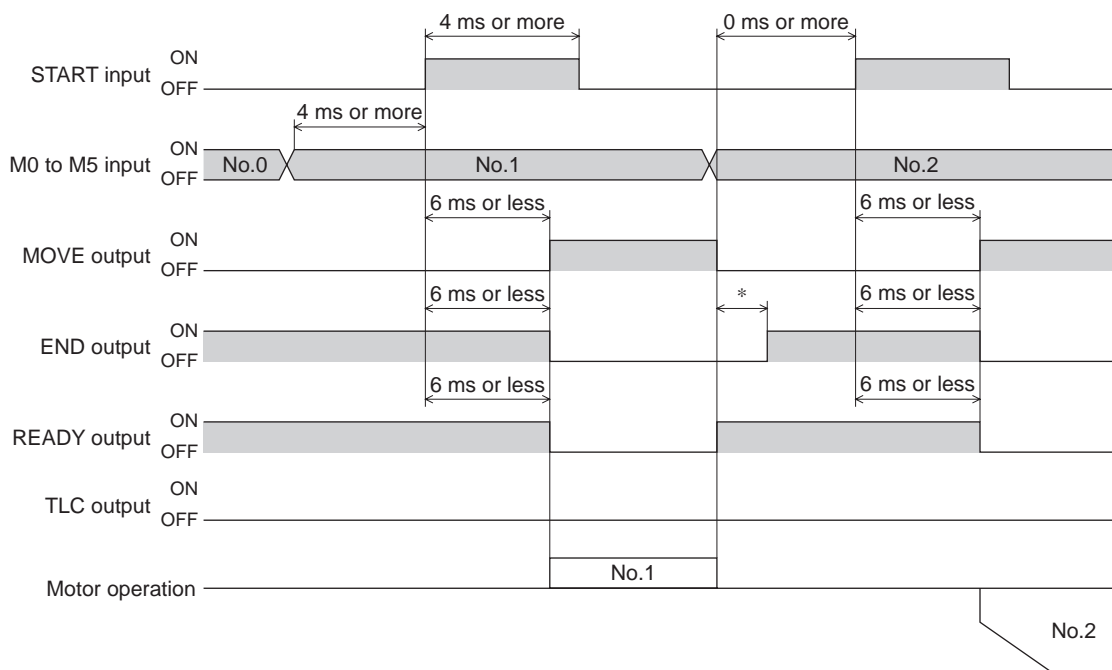 4 ms or more
0 ms or more
START input
ON
OFF
4 ms or more
M0 to M5 input
ON
OFF
No.0
No.1
No.2
6 ms or less
6 ms or less
MOVE output
ON
OFF
6 ms or less
*
6 ms or less
END output
ON
OFF
6 ms or less
6 ms or less
READY output
ON
OFF
TLC output
ON
OFF
Motor operation
No.1
No.2